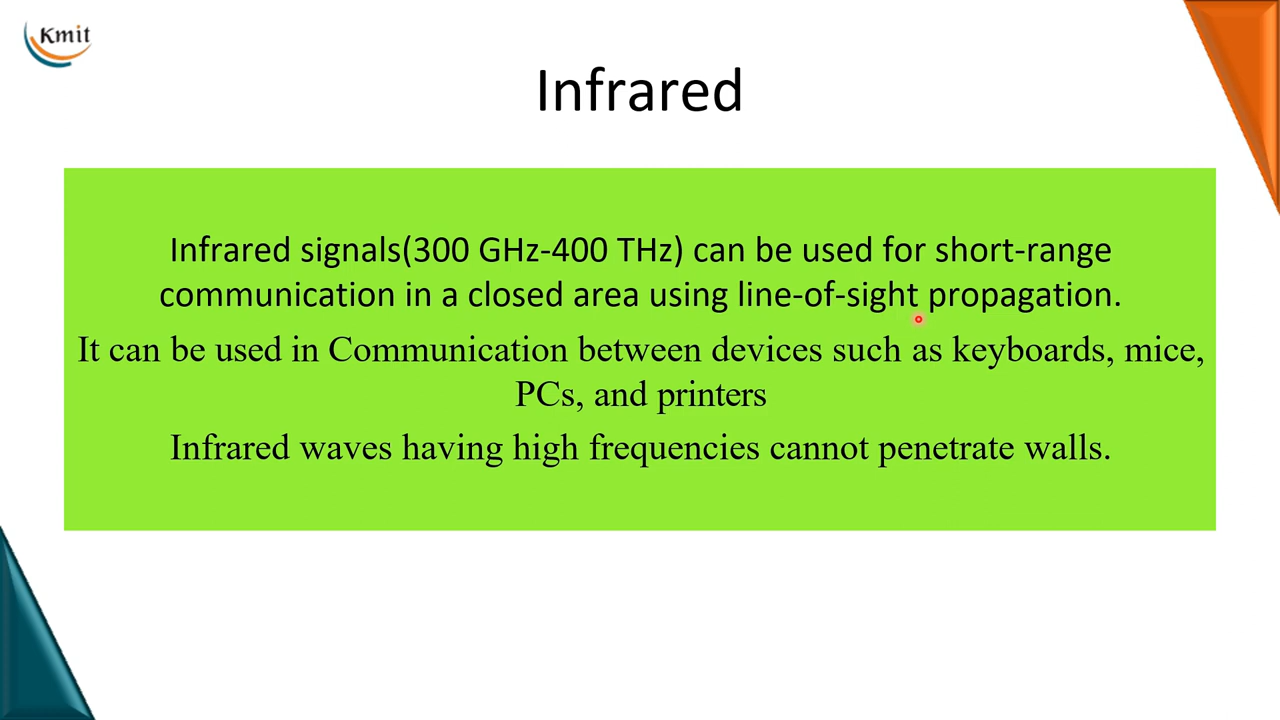 Kmit
Infrared
Infrared signals(300 GHz-400 THz) can be used for short-range
communication in a closed area using line-of-sight propagation.
It can be used in Communication between devices such as keyboards, mice,
PCs, and printers
Infrared waves having high frequencies cannot penetrate walls.